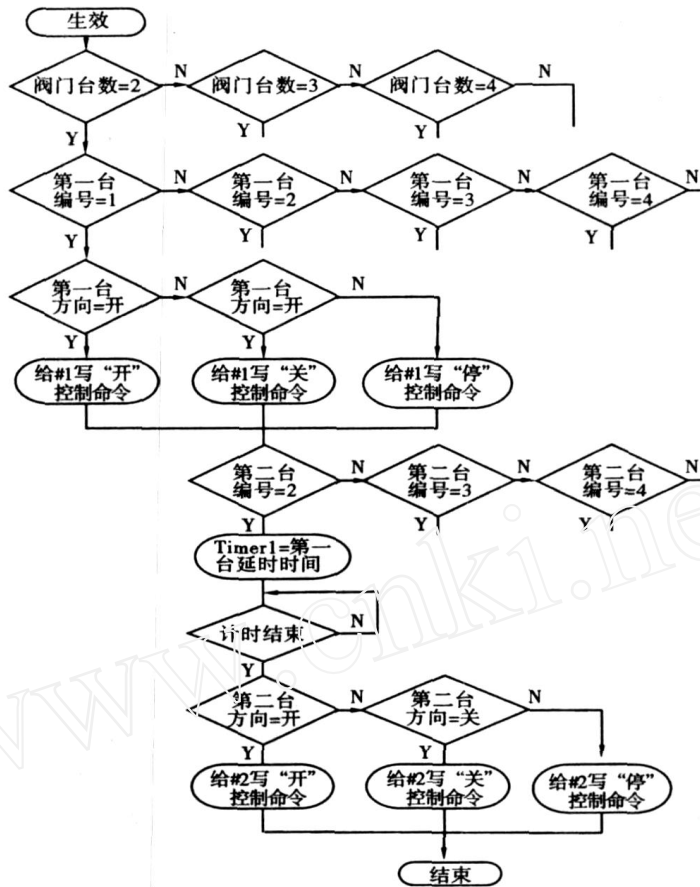 生效
阀门台数=2
N
阀门台数=3
N
阀门台数=4
N
Y
Y
Y
第一台
编号=1
N
第一台
编号=2
N
第一台
编号=3
N
第一台
编号=4
N
Y
Y
Y
Y
第一台
方向=开
N
第一台
方向=开
N
Y
Y
给#1写“开”
控制命令
给#1写“关”
控制命令
给#1写“停”
控制命令
第二台
编号=2
N
第二台
编号=3
N
第二台
编号=4
N
Y
Y
Y
Timer1=第一
台延时时间
计时结束
N
Y
第二台
方向=开
N
第二台
方向=关
N
Y
Y
给#2写“开”
控制命令
给#2写“关”
控制命令
给#2写“停”
控制命令
结束
www.cnki.ne